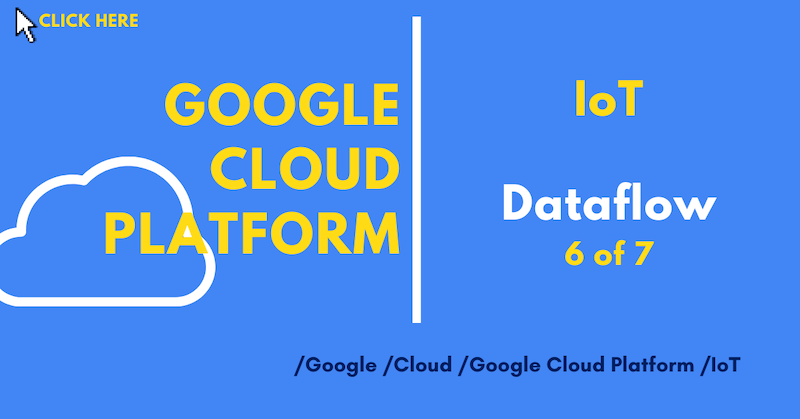 CLICK HERE
GOOGLE
CLOUD
PLATFORM
IoT
Dataflow
6 of 7
/Google /Cloud /Google Cloud Platform /IoT